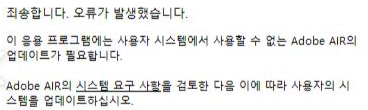 죄송합니다. 오류가 발생했습니다.
이 응용 프로그램에는 사용자 시스템에서 사용할 수 없는 Adobe AIR의
업데이트가 필요합니다.
Adobe AIR의 시스템 요구 사항을 검토한 다음 이에 따라 사용자의 시
스템을 업데이트하십시오.